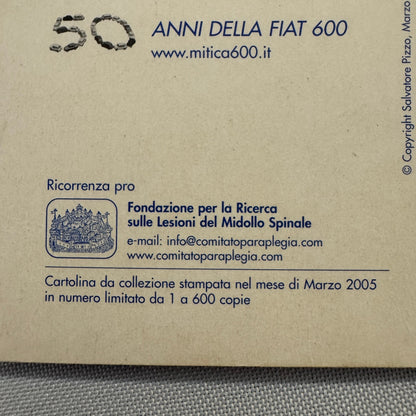 50 ANNI DELLA FIAT 600
www.mitica600.it
© Copyright Salvatore Pizzo, Marzo
Ricorrenza pro
Fondazione per la Ricerca
sulle Lesioni del Midollo Spinale
e-mail: info@comitatoparaplegia.com
www.comitatoparaplegia.com
Cartolina da collezione stampata nel mese di Marzo 2005
in numero limitato da 1 a 600 copie